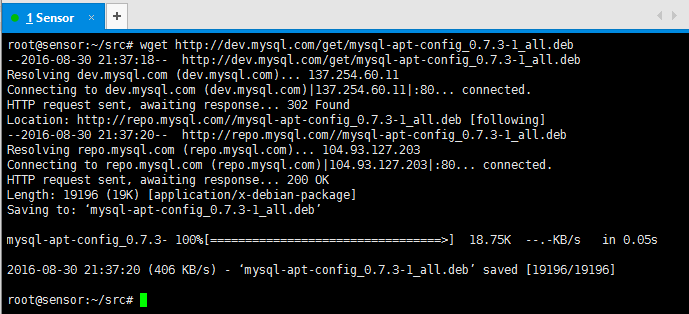 1 Sensor × +
root@sensor:~/src# wget http://dev.mysql.com/get/mysql-apt-config_0.7.3-1_all.deb
--2016-08-30 21:37:18--  http://dev.mysql.com/get/mysql-apt-config_0.7.3-1_all.deb
Resolving dev.mysql.com (dev.mysql.com)... 137.254.60.11
Connecting to dev.mysql.com (dev.mysql.com)|137.254.60.11|:80... connected.
HTTP request sent, awaiting response... 302 Found
Location: http://repo.mysql.com//mysql-apt-config_0.7.3-1_all.deb [following]
--2016-08-30 21:37:20--  http://repo.mysql.com//mysql-apt-config_0.7.3-1_all.deb
Resolving repo.mysql.com (repo.mysql.com)... 104.93.127.203
Connecting to repo.mysql.com (repo.mysql.com)|104.93.127.203|:80... connected.
HTTP request sent, awaiting response... 200 OK
Length: 19196 (19K) [application/x-debian-package]
Saving to: ‘mysql-apt-config_0.7.3-1_all.deb’
mysql-apt-config_0.7.3- 100%[=================================>]  18.75K  --.-KB/s   in 0.05s
2016-08-30 21:37:20 (406 KB/s) - ‘mysql-apt-config_0.7.3-1_all.deb’ saved [19196/19196]
root@sensor:~/src#